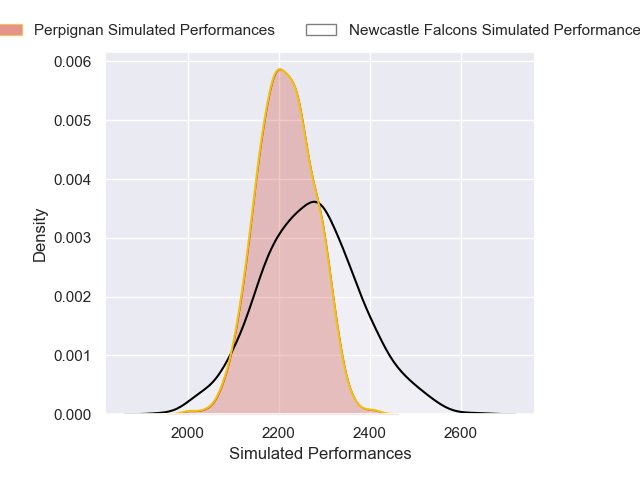 Perpignan Simulated Performances
Newcastle Falcons Simulated Performance
0.006
0.005
0.004
0.003
0.002
0.001
0.000
Density
2000
2200
2400
2600
Simulated Performances